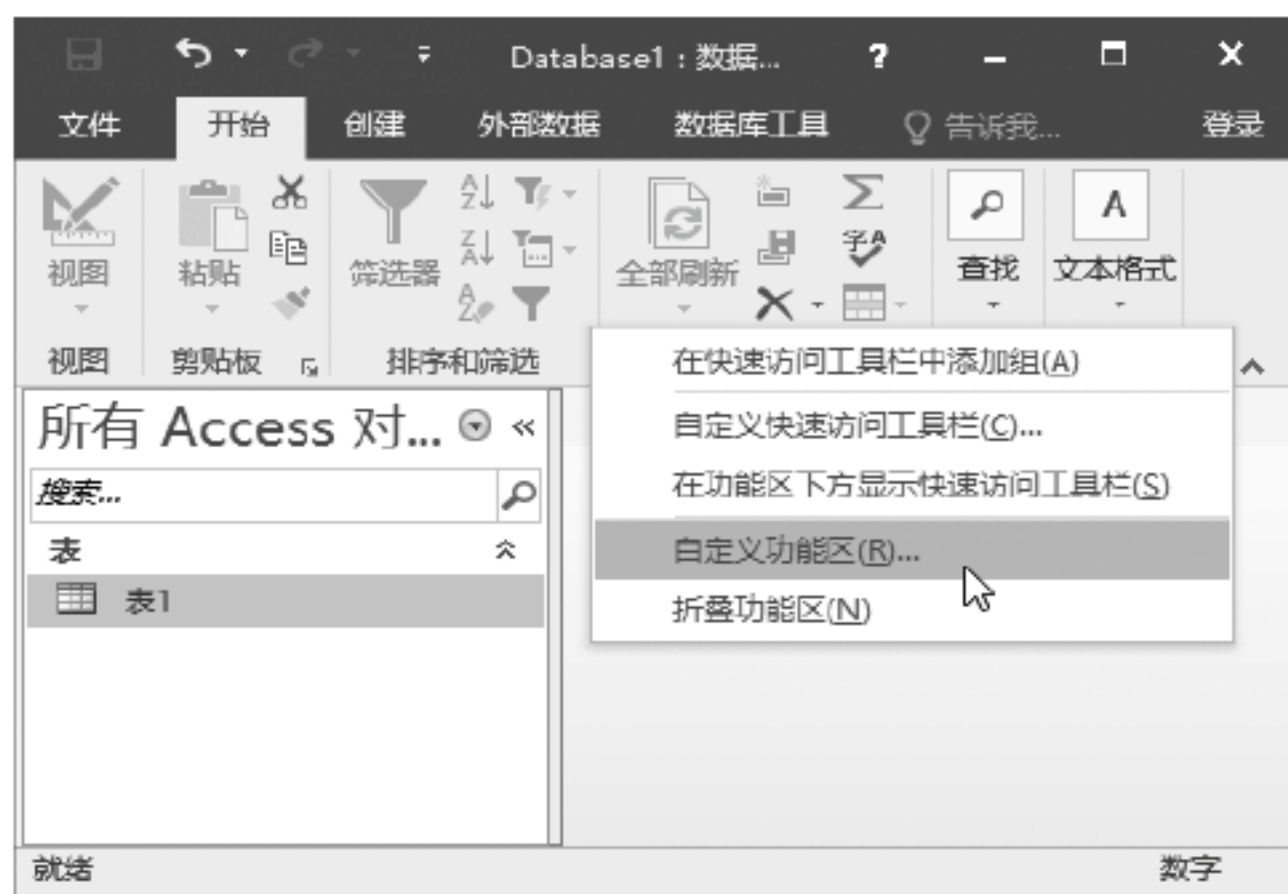 Database1 : 数据... ?
文件 开始 创建 外部数据 数据库工具 告诉我... 登录
视图 粘贴 筛选器 全部刷新 查找 文本格式
视图 剪贴板 排序和筛选
在快速访问工具栏中添加组(A)
自定义快速访问工具栏(C)...
在功能区下方显示快速访问工具栏(S)
自定义功能区(R)...
折叠功能区(N)
所有 Access 对... «
搜索...
表
表1
就绪 数字